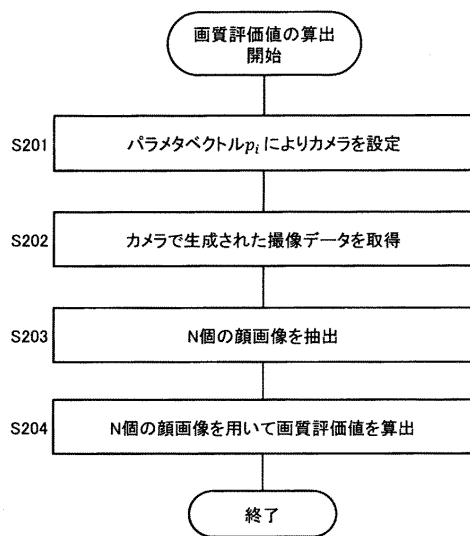 画質評価値の算出
開始
S201
パラメタベクトルp_iによりカメラを設定
S202
カメラで生成された撮像データを取得
S203
N個の顔画像を抽出
S204
N個の顔画像を用いて画質評価値を算出
終了